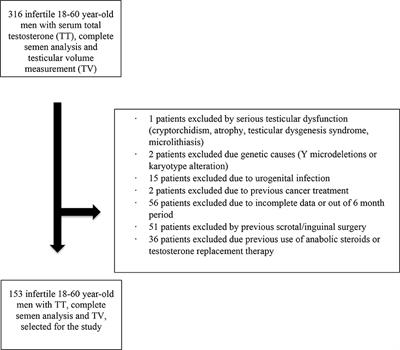 316 infertile 18-60 year-old
men with serum total
testosterone (TT), complete
semen analysis and
testicular volume
measurement (TV)
· 1 patients excluded by serious testicular dysfunction
(cryptorchidism, atrophy, testicular dysgenesis syndrome,
microlithiasis)
· 2 patients excluded due genetic causes (Y microdeletions or
karyotype alteration)
· 15 patients excluded due to urogenital infection
· 2 patients excluded due to previous cancer treatment
· 56 patients excluded due to incomplete data or out of 6 month
period
· 51 patients excluded by previous scrotal/inguinal surgery
· 36 patients excluded due previous use of anabolic steroids or
testosterone replacement therapy
153 infertile 18-60 year-old
men with TT, complete
semen analysis and TV,
selected for the study